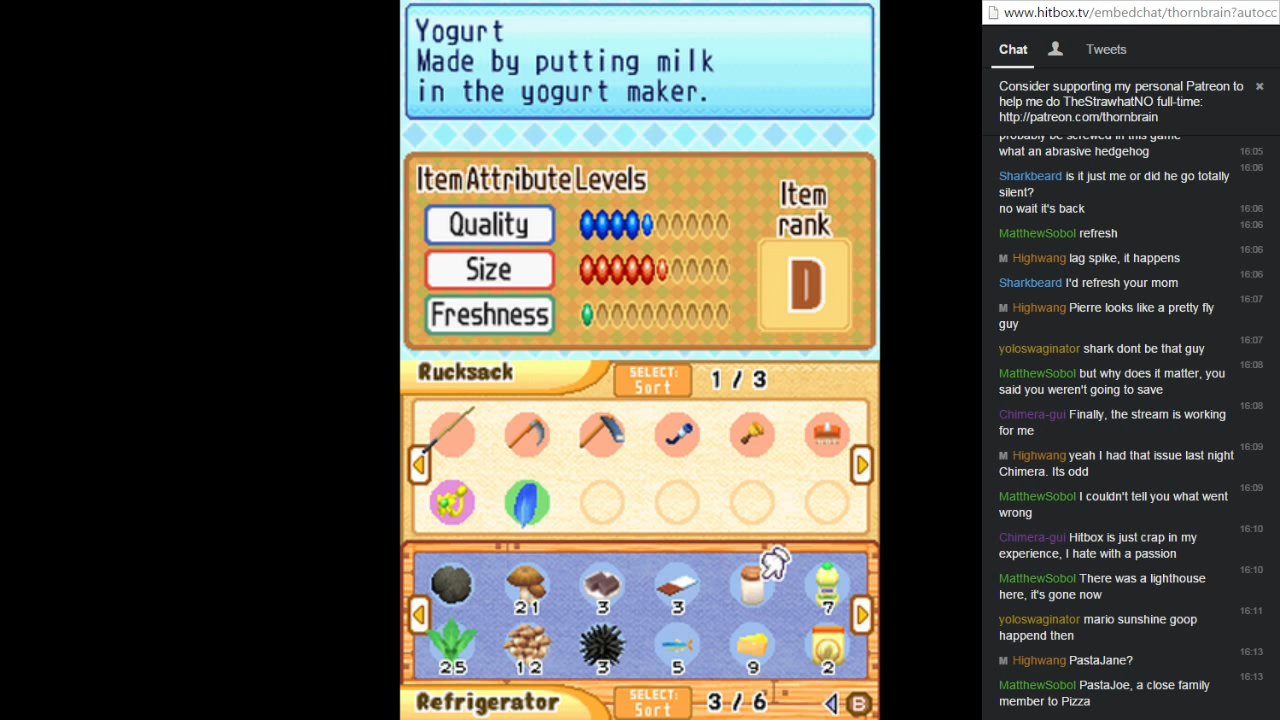 Yogurt
Made by putting milk
in the yogurt maker.
Item Attribute Levels
Quality
Size
Freshness
Item
rank
D
Rucksack
SELECT:
Sort
1 / 3
21
3
3
7
25
12
3
5
9
2
Refrigerator
SELECT:
Sort
3 / 6
B
www.hitbox.tv/embedchat/thornbrain?autocc
Chat
Tweets
Consider supporting my personal Patreon to
help me do TheStrawhatNO full-time:
http://patreon.com/thornbrain
probably be screwed in this game
what an abrasive hedgehog 16:05
Sharkbeard is it just me or did he go totally 16:06
silent?
no wait it's back 16:06
MatthewSobol refresh 16:06
M Highwang lag spike, it happens 16:06
Sharkbeard I'd refresh your mom 16:06
M Highwang Pierre looks like a pretty fly 16:07
guy
yoloswaginator shark dont be that guy 16:07
MatthewSobol but why does it matter, you 16:08
said you weren't going to save
Chimera-gui Finally, the stream is working 16:08
for me
M Highwang yeah I had that issue last night 16:09
Chimera. Its odd
MatthewSobol I couldn't tell you what went 16:09
wrong
Chimera-gui Hitbox is just crap in my 16:10
experience, I hate with a passion
MatthewSobol There was a lighthouse 16:10
here, it's gone now
yoloswaginator mario sunshine goop 16:11
happend then
M Highwang PastaJane? 16:13
MatthewSobol PastaJoe, a close family 16:13
member to Pizza